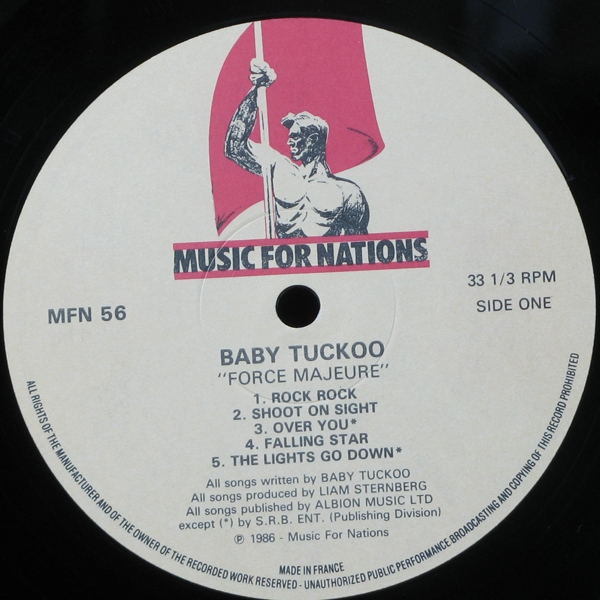 MUSIC FOR NATIONS
MFN 56
33 1/3 RPM
SIDE ONE
BABY TUCKOO
"FORCE MAJEURE"
1. ROCK ROCK
2. SHOOT ON SIGHT
3. OVER YOU*
4. FALLING STAR
5. THE LIGHTS GO DOWN*
All songs written by BABY TUCKOO
All songs produced by LIAM STERNBERG
All songs published by ALBION MUSIC LTD
except (*) by S.R.B. ENT. (Publishing Division)
℗ 1986 - Music For Nations
MADE IN FRANCE
ALL RIGHTS OF THE MANUFACTURER AND OF THE OWNER OF THE RECORDED WORK RESERVED - UNAUTHORIZED PUBLIC PERFORMANCE BROADCASTING AND COPYING OF THIS RECORD PROHIBITED